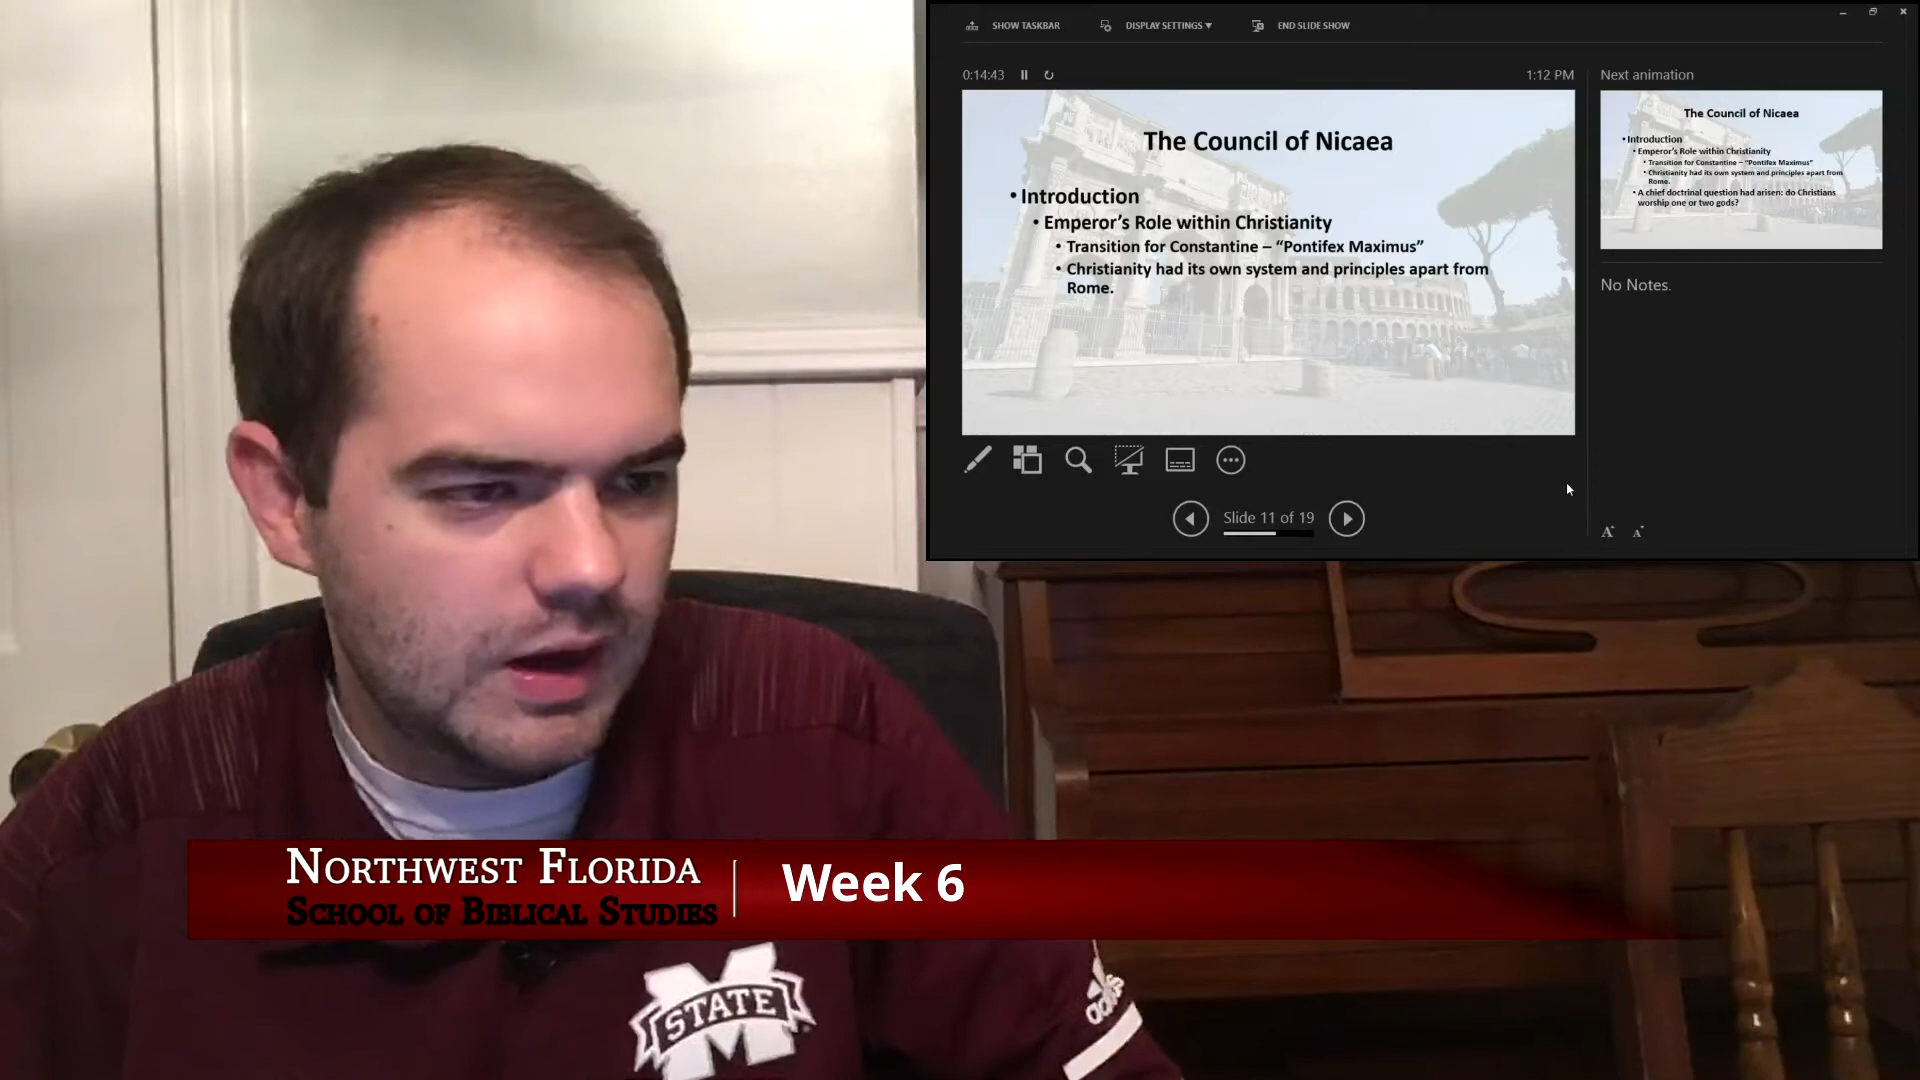 SHOW TASKBAR
DISPLAY SETTINGS ▼
END SLIDE SHOW
0:14:43
1:12 PM
The Council of Nicaea
• Introduction
• Emperor's Role within Christianity
• Transition for Constantine – “Pontifex Maximus”
• Christianity had its own system and principles apart from
Rome.
Slide 11 of 19
Next animation
The Council of Nicaea
• Introduction
• Emperor's Role within Christianity
• Transition for Constantine – “Pontifex Maximus”
• Christianity had its own system and principles apart from
Rome.
• A chief doctrinal question had arisen: do Christians
worship one or two gods?
No Notes.
A A
NORTHWEST FLORIDA
SCHOOL OF BIBLICAL STUDIES
Week 6
M
STATE
adidas